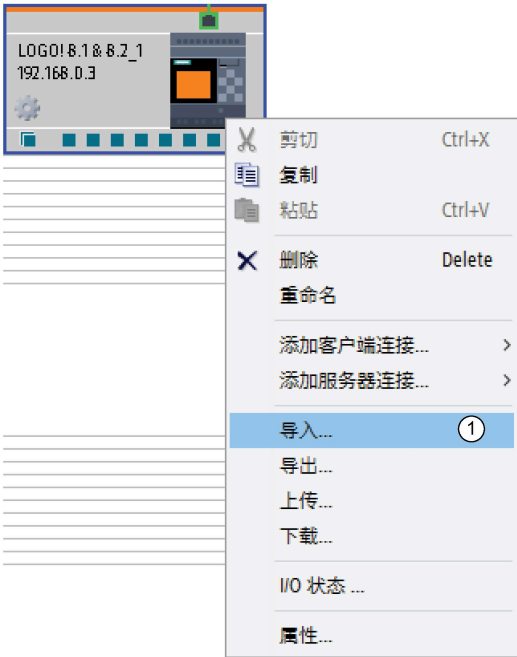 LOGO! 8.1 & 8.2_1
192.168.0.3
剪切 Ctrl+X
复制
粘贴 Ctrl+V
删除 Delete
重命名
添加客户端连接...
添加服务器连接...
导入... 1
导出...
上传...
下载...
I/O 状态 ...
属性...